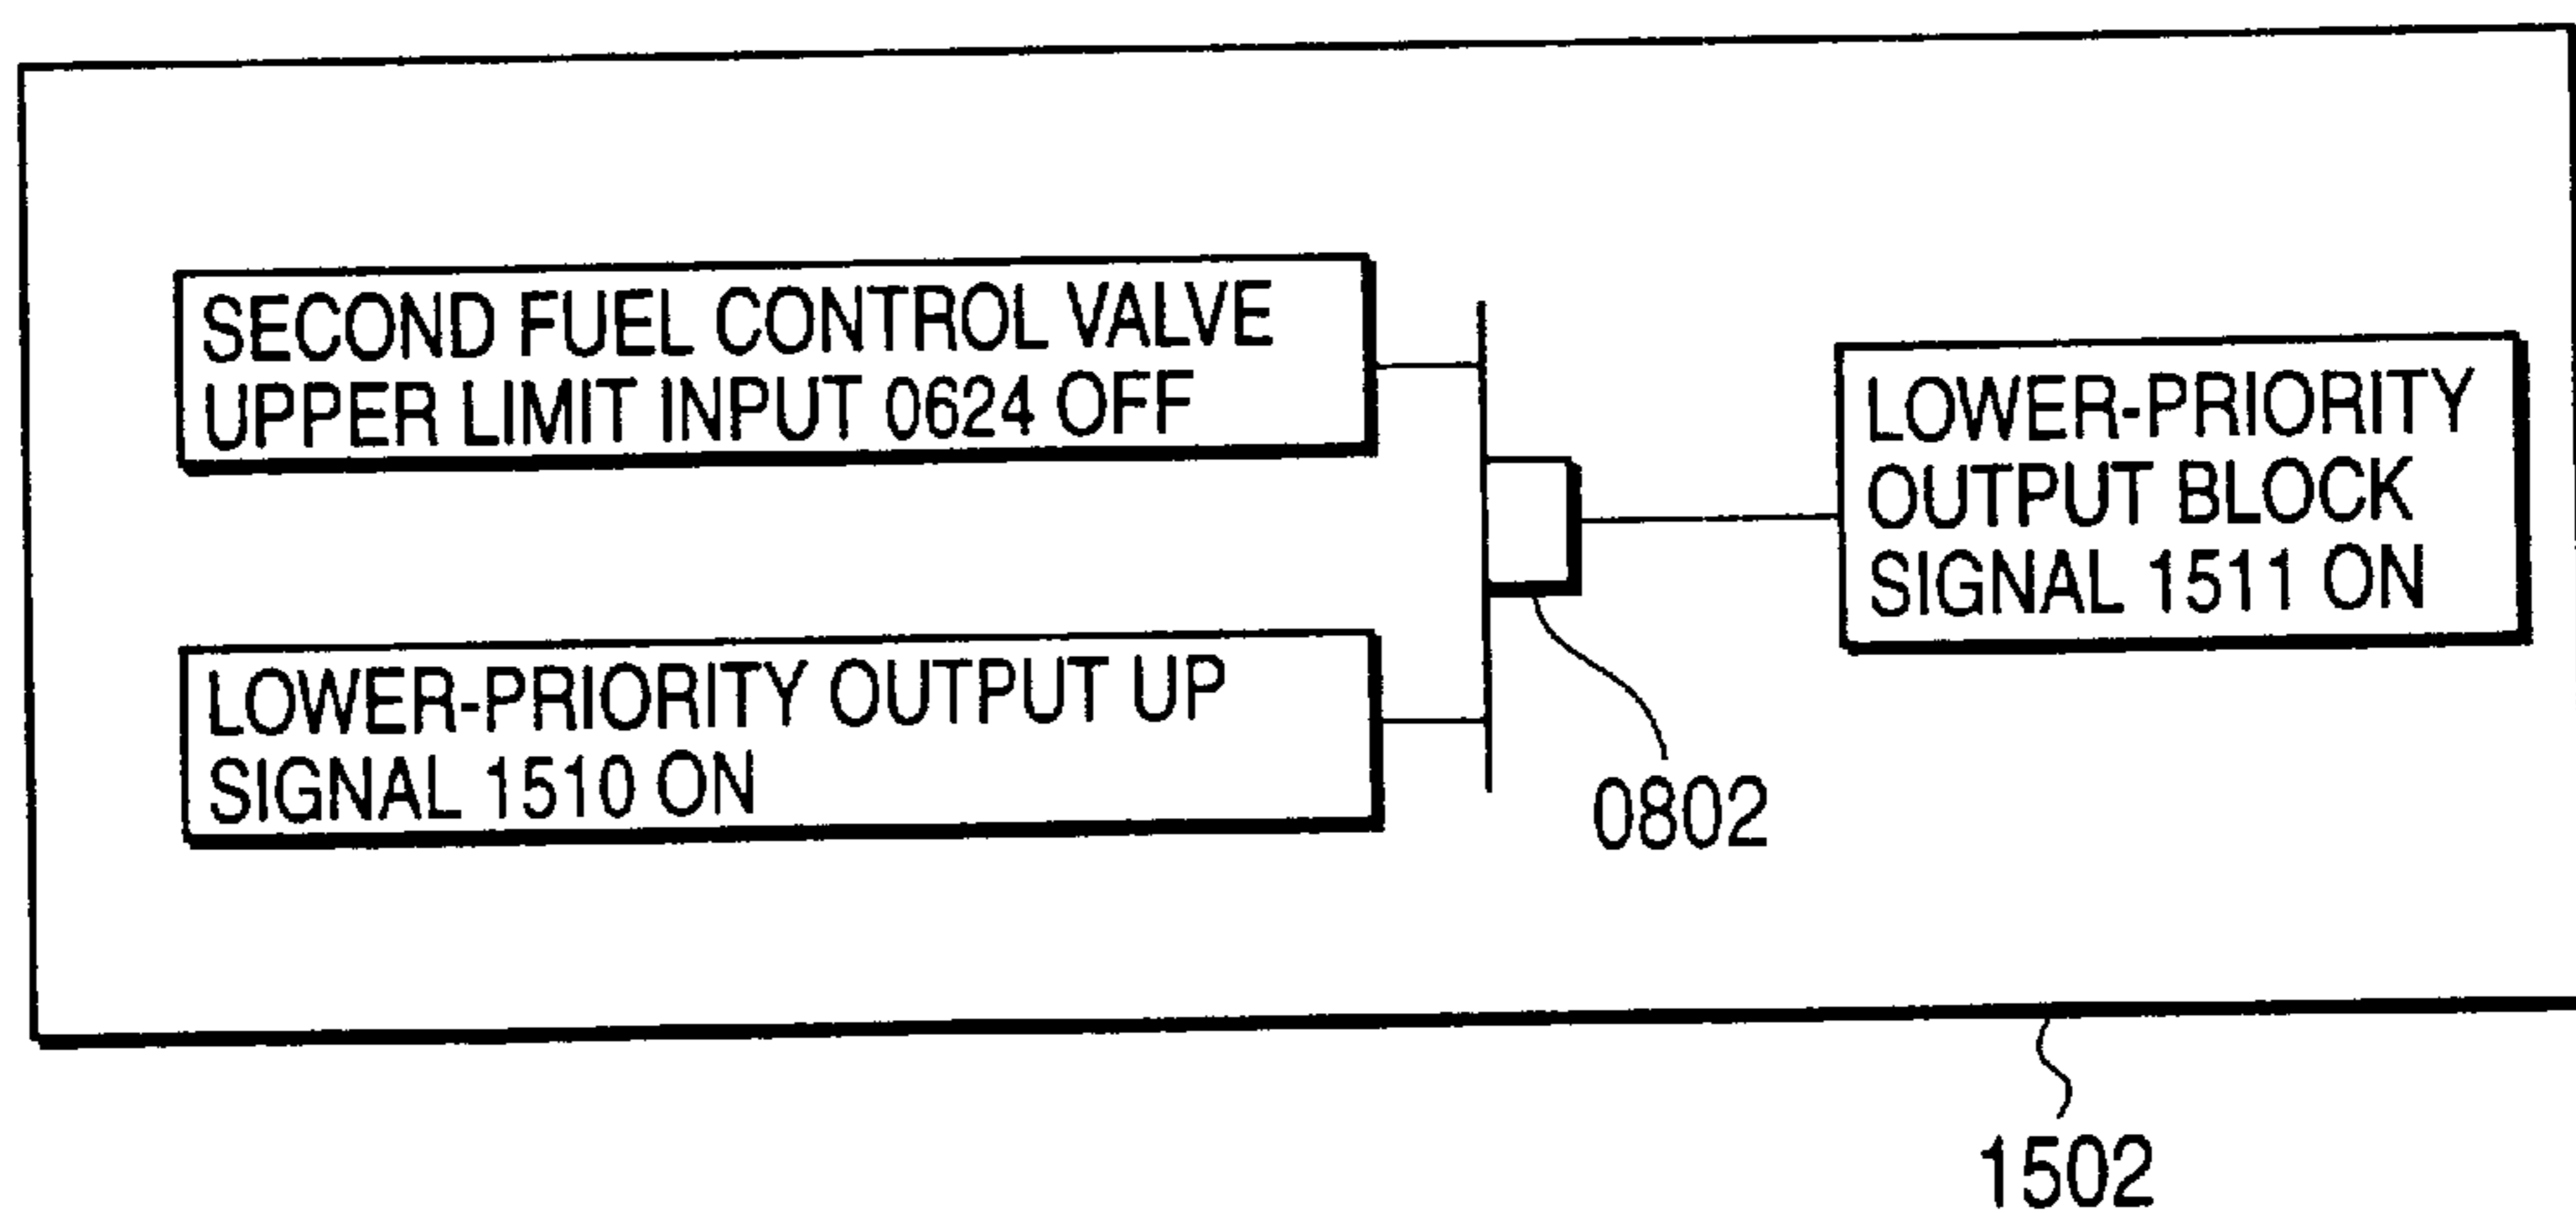 SECOND FUEL CONTROL VALVE
UPPER LIMIT INPUT 0624 OFF
LOWER-PRIORITY OUTPUT UP
SIGNAL 1510 ON
LOWER-PRIORITY
OUTPUT BLOCK
SIGNAL 1511 ON
0802
1502